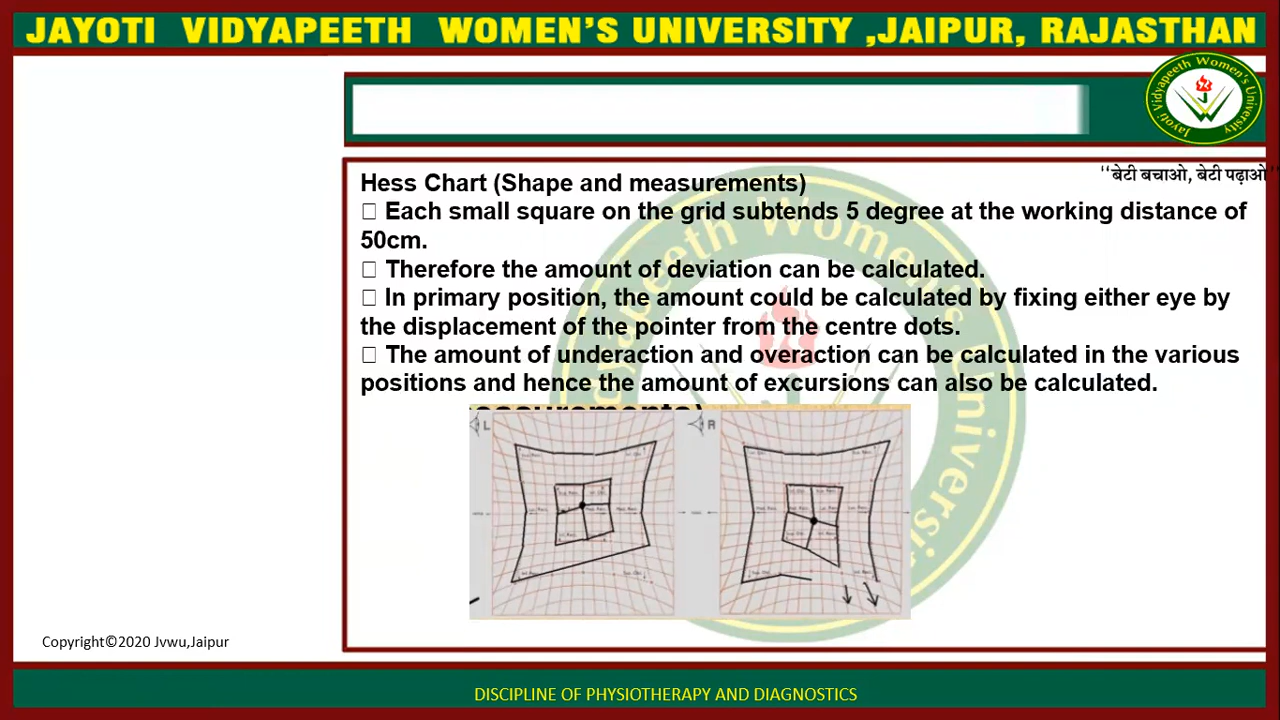 JAYOTI VIDYAPEETH WOMEN'S UNIVERSITY ,JAIPUR, RAJASTHAN
Jayoti Vidyapeeth Women's University
"बेटी बचाओ, बेटी पढ़ाओ
Hess Chart (Shape and measurements)
□ Each small square on the grid subtends 5 degree at the working distance of
50cm.
□ Therefore the amount of deviation can be calculated.
□ In primary position, the amount could be calculated by fixing either eye by
the displacement of the pointer from the centre dots.
□ The amount of underaction and overaction can be calculated in the various
positions and hence the amount of excursions can also be calculated.
L
R
Copyright©2020 Jvwu,Jaipur
DISCIPLINE OF PHYSIOTHERAPY AND DIAGNOSTICS